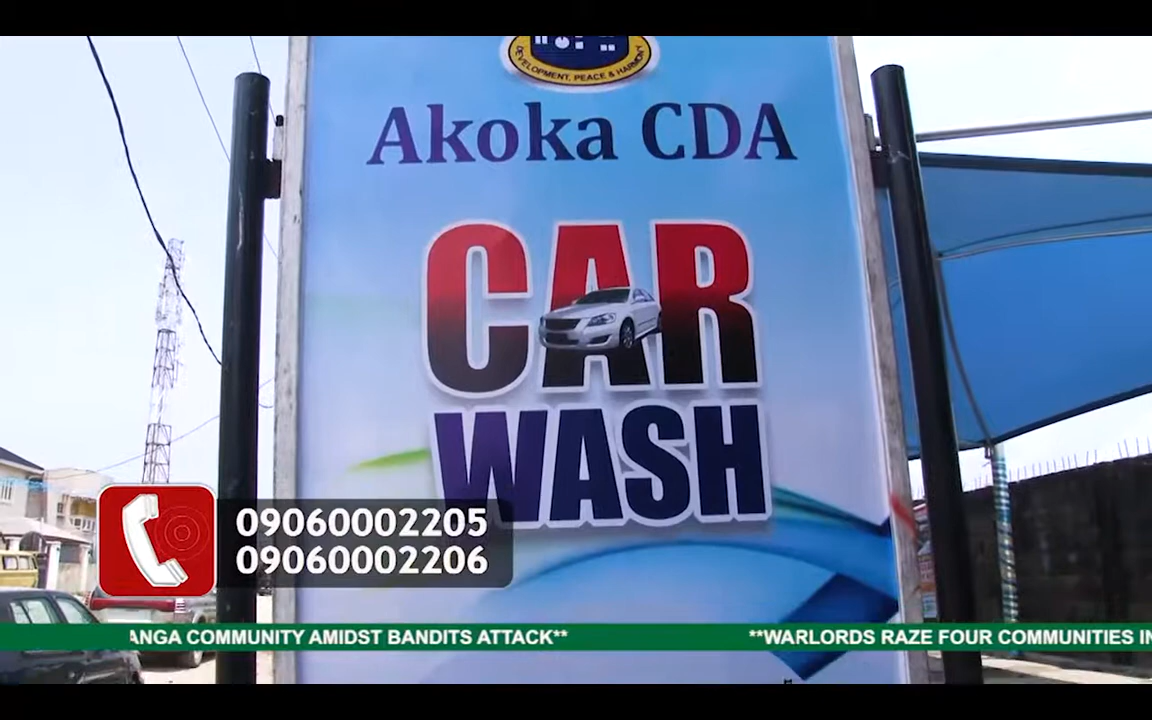 DEVELOPMENT, PEACE & HARMONY
Akoka CDA
CAR
WASH
09060002205
09060002206
ANGA COMMUNITY AMIDST BANDITS ATTACK** **WARLORDS RAZE FOUR COMMUNITIES IN